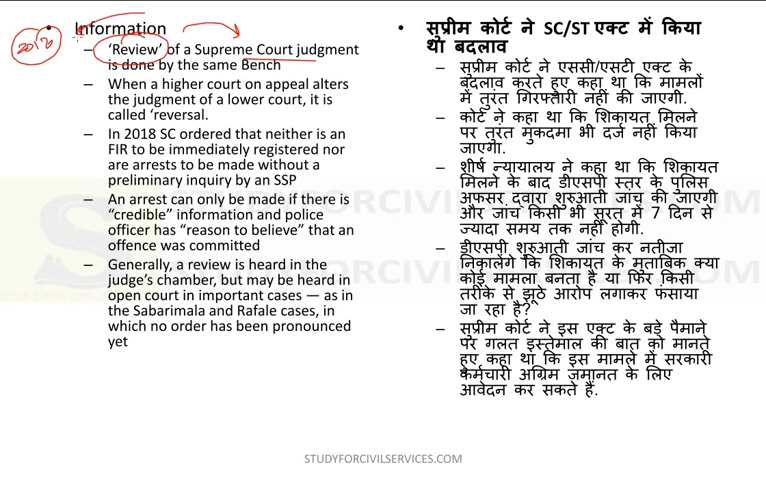 Information
– 'Review' of a Supreme Court judgment
is done by the same Bench
– When a higher court on appeal alters
the judgment of a lower court, it is
called 'reversal.
– In 2018 SC ordered that neither is an
FIR to be immediately registered nor
are arrests to be made without a
preliminary inquiry by an SSP
– An arrest can only be made if there is
"credible" information and police
officer has "reason to believe" that an
offence was committed
– Generally, a review is heard in the
judge's chamber, but may be heard in
open court in important cases — as in
the Sabarimala and Rafale cases, in
which no order has been pronounced
yet
• सुप्रीम कोर्ट ने SC/ST एक्ट में किया
था बदलाव
– सुप्रीम कोर्ट ने एससी/एसटी एक्ट के
बदलाव करते हुए कहा था कि मामलों
में तुरंत गिरफ्तारी नहीं की जाएगी.
– कोर्ट ने कहा था कि शिकायत मिलने
पर तुरंत मुकदमा भी दर्ज नहीं किया
जाएगा.
– शीर्ष न्यायालय ने कहा था कि शिकायत
मिलने के बाद डीएसपी स्तर के पुलिस
अफसर द्वारा शुरुआती जांच की जाएगी
और जांच किसी भी सूरत में 7 दिन से
ज्यादा समय तक नहीं होगी.
– डीएसपी शुरुआती जांच कर नतीजा
निकालेंगे कि शिकायत के मुताबिक क्या
कोई मामला बनता है या फिर किसी
तरीके से झूठे आरोप लगाकर फंसाया
जा रहा है?
– सुप्रीम कोर्ट ने इस एक्ट के बड़े पैमाने
पर गलत इस्तेमाल की बात को मानते
हुए कहा था कि इस मामले में सरकारी
कर्मचारी अग्रिम जमानत के लिए
आवेदन कर सकते हैं.
STUDYFORCIVILSERVICES.COM